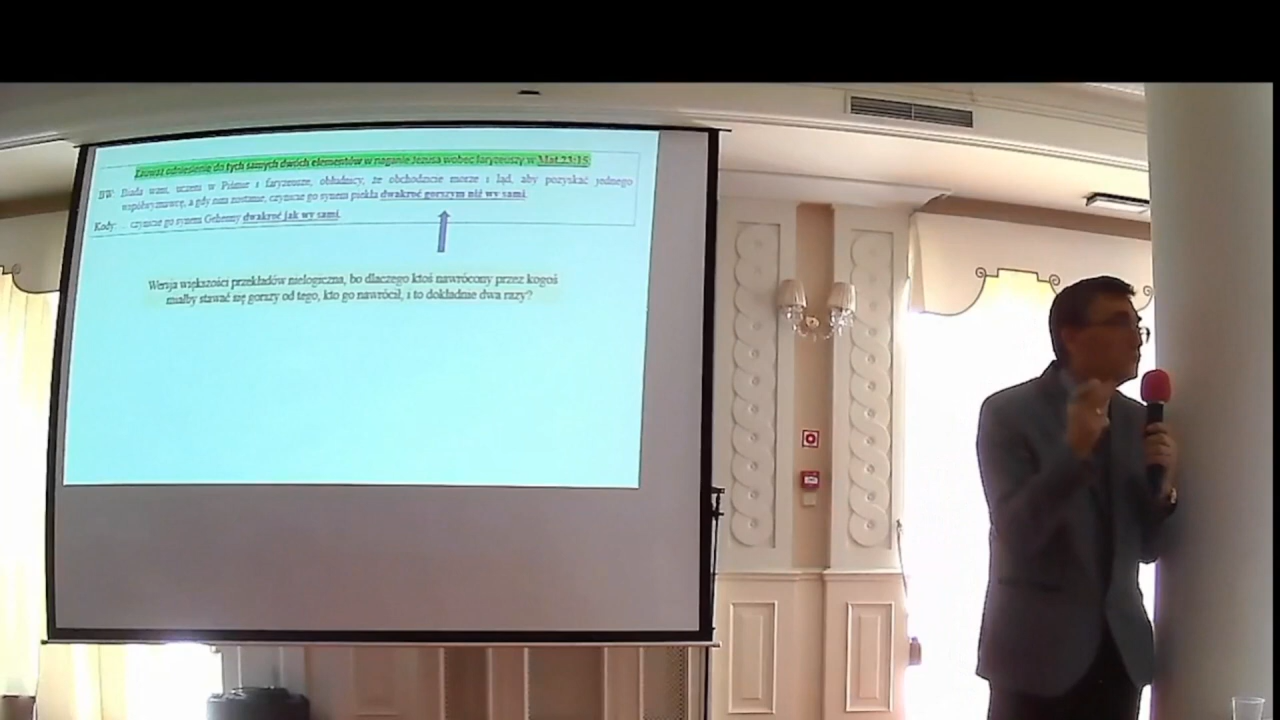 Zauważ odniesienie do tych samych dwóch elementów w naganie Jezusa wobec faryzeuszy w Mat 23:15
BW: Biada wam, uczeni w Piśmie i faryzeusze, obłudnicy, że obchodzicie morze i ląd, aby pozyskać jednego
współwyznawcę, a gdy nim zostanie, czynicie go synem piekła dwakroć gorszym niż wy sami.
Kody: ... czynicie go synem Gehenny dwakroć jak wy sami.
Wersja większości przekładów nielogiczna, bo dlaczego ktoś nawrócony przez kogoś
miałby stawać się gorszy od tego, kto go nawrócił, i to dokładnie dwa razy?